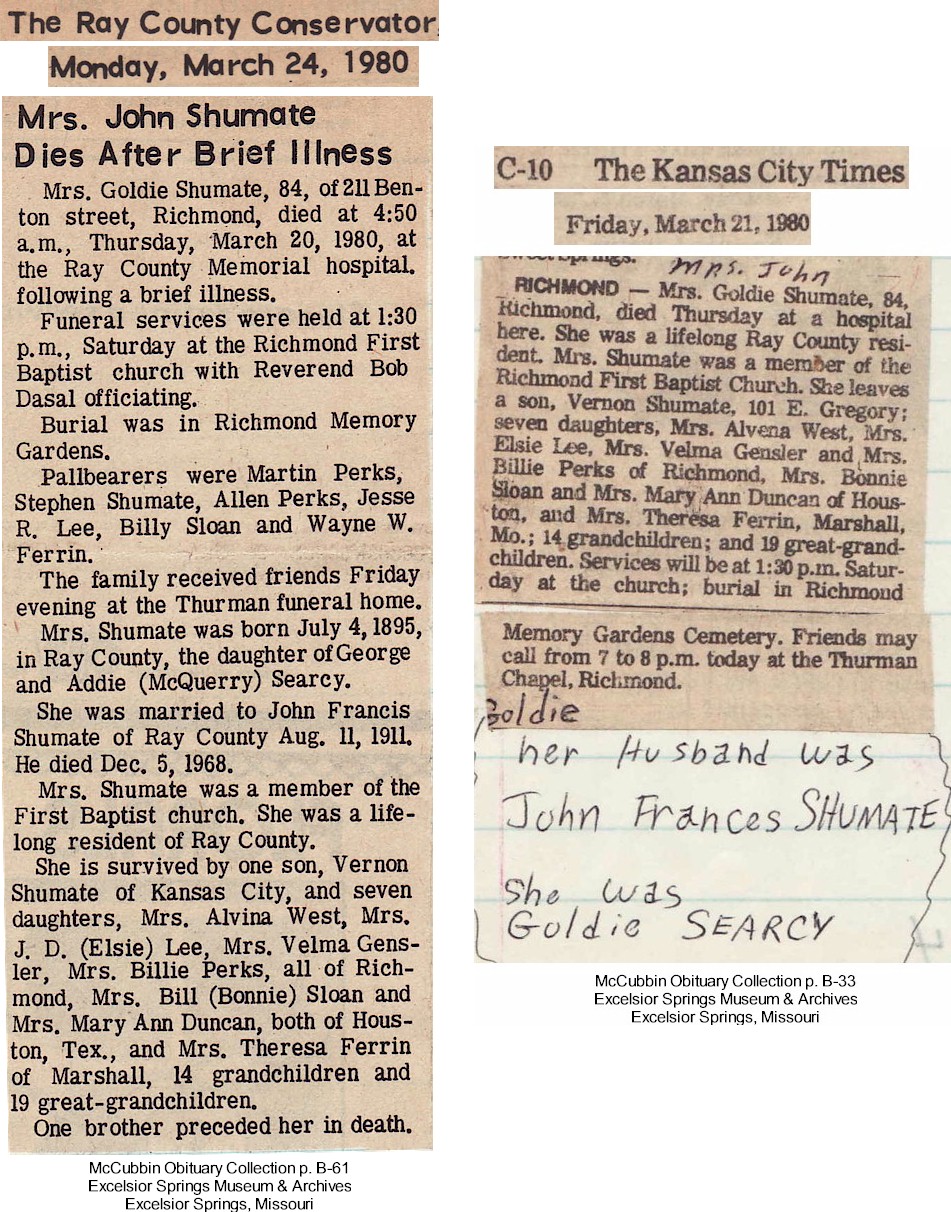 The Ray County Conservator,
Monday, March 24, 1980
Mrs. John Shumate
Dies After Brief Illness
Mrs. Goldie Shumate, 84, of 211 Ben-
ton street, Richmond, died at 4:50
a.m., Thursday, March 20, 1980, at
the Ray County Memorial hospital.
following a brief illness.
Funeral services were held at 1:30
p.m., Saturday at the Richmond First
Baptist church with Reverend Bob
Dasal officiating.
Burial was in Richmond Memory
Gardens.
Pallbearers were Martin Perks,
Stephen Shumate, Allen Perks, Jesse
R. Lee, Billy Sloan and Wayne W.
Ferrin.
The family received friends Friday
evening at the Thurman funeral home.
Mrs. Shumate was born July 4, 1895,
in Ray County, the daughter of George
and Addie (McQuerry) Searcy.
She was married to John Francis
Shumate of Ray County Aug. 11, 1911.
He died Dec. 5, 1968.
Mrs. Shumate was a member of the
First Baptist church. She was a life-
long resident of Ray County.
She is survived by one son, Vernon
Shumate of Kansas City, and seven
daughters, Mrs. Alvina West, Mrs.
J. D. (Elsie) Lee, Mrs. Velma Gens-
ler, Mrs. Billie Perks, all of Rich-
mond, Mrs. Bill (Bonnie) Sloan and
Mrs. Mary Ann Duncan, both of Hous-
ton, Tex., and Mrs. Theresa Ferrin
of Marshall, 14 grandchildren and
19 great-grandchildren.
One brother preceded her in death.
McCubbin Obituary Collection p. B-61
Excelsior Springs Museum & Archives
Excelsior Springs, Missouri
C-10 The Kansas City Times
Friday, March 21, 1980
Sweet Springs.
Mrs. John
RICHMOND — Mrs. Goldie Shumate, 84,
Richmond, died Thursday at a hospital
here. She was a lifelong Ray County resi-
dent. Mrs. Shumate was a member of the
Richmond First Baptist Church. She leaves
a son, Vernon Shumate, 101 E. Gregory;
seven daughters, Mrs. Alvena West, Mrs.
Elsie Lee, Mrs. Velma Gensler and Mrs.
Billie Perks of Richmond, Mrs. Bonnie
Sloan and Mrs. Mary Ann Duncan of Hous-
ton, and Mrs. Theresa Ferrin, Marshall,
Mo.; 14 grandchildren; and 19 great-grand-
children. Services will be at 1:30 p.m. Satur-
day at the church; burial in Richmond
Memory Gardens Cemetery. Friends may
call from 7 to 8 p.m. today at the Thurman
Chapel, Richmond.
Goldie
her Husband was
John Frances SHUMATE
She was
Goldie SEARCY
McCubbin Obituary Collection p. B-33
Excelsior Springs Museum & Archives
Excelsior Springs, Missouri